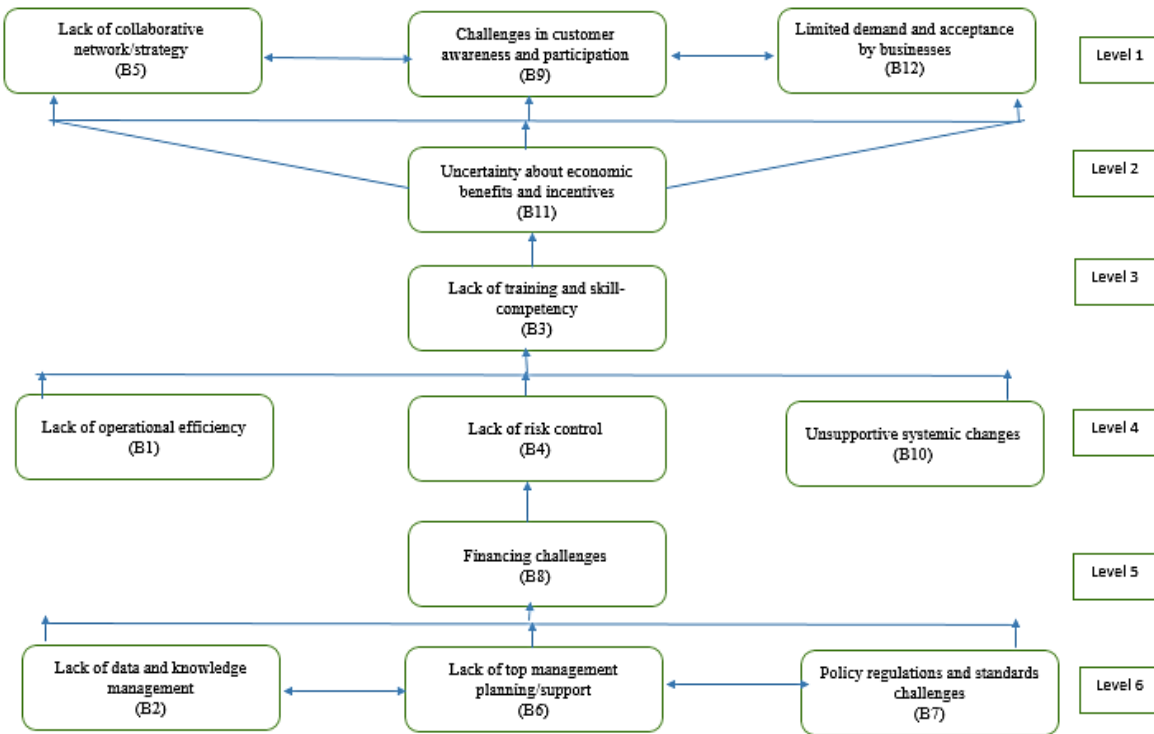 Lack of collaborative
network/strategy
(B5)
Challenges in customer
awareness and participation
(B9)
Limited demand and acceptance
by businesses
(B12)
Level 1
Uncertainty about economic
benefits and incentives
(B11)
Level 2
Lack of training and skill-
competency
(B3)
Level 3
Lack of operational efficiency
(B1)
Lack of risk control
(B4)
Unsupportive systemic changes
(B10)
Level 4
Financing challenges
(B8)
Level 5
Lack of data and knowledge
management
(B2)
Lack of top management
planning/support
(B6)
Policy regulations and standards
challenges
(B7)
Level 6